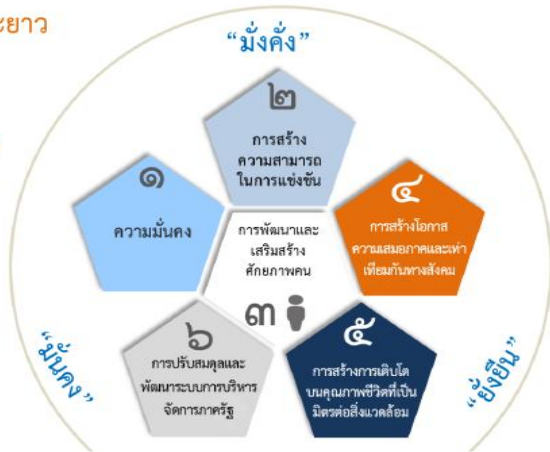 ะยาว
“มั่งคั่ง”
๒
การสร้าง
ความสามารถ
ในการแข่งขัน
๑
ความมั่นคง
การพัฒนาและ
เสริมสร้าง
ศักยภาพคน
๓
๔
การสร้างโอกาส
ความเสมอภาคและเท่า
เทียมกันทางสังคม
๖
การปรับสมดุลและ
พัฒนาระบบการบริหาร
จัดการภาครัฐ
๕
การสร้างการเติบโต
บนคุณภาพชีวิตที่เป็น
มิตรต่อสิ่งแวดล้อม
“มั่นคง”
“ยั่งยืน”